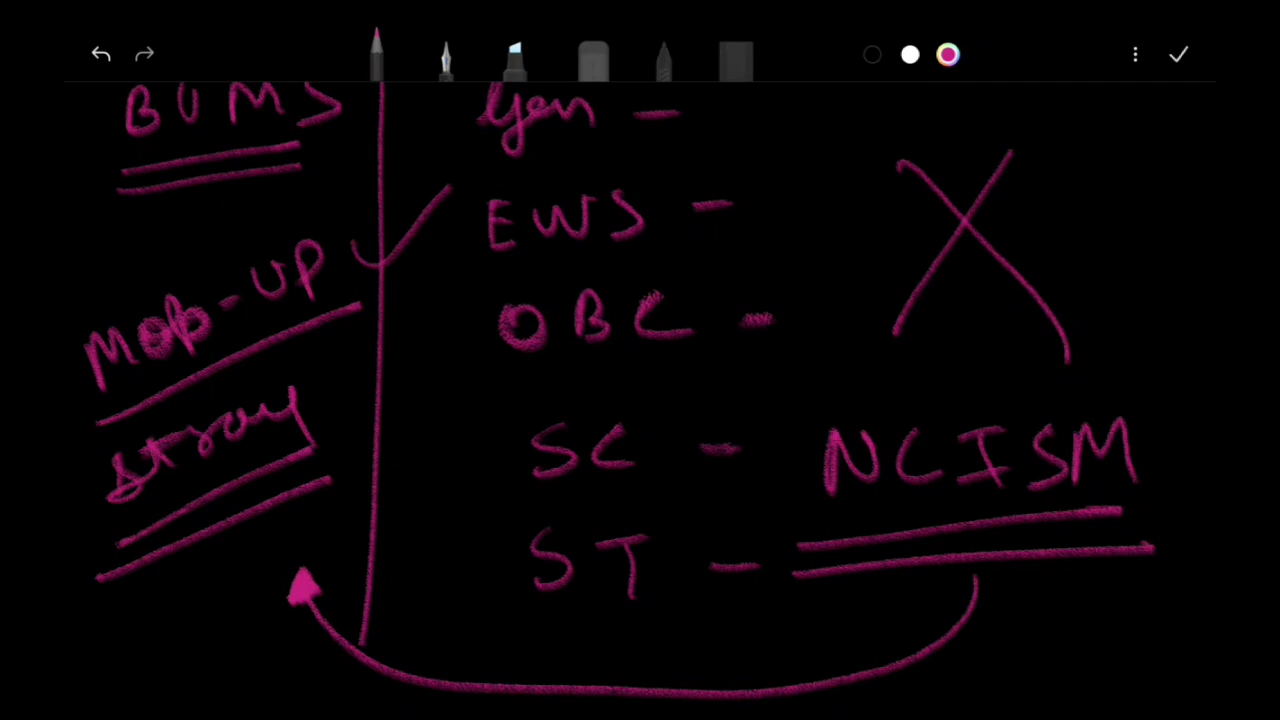 BUMS
Mop-UP
Stray
Gen -
EWS -
OBC -
SC -
ST -
NCISM